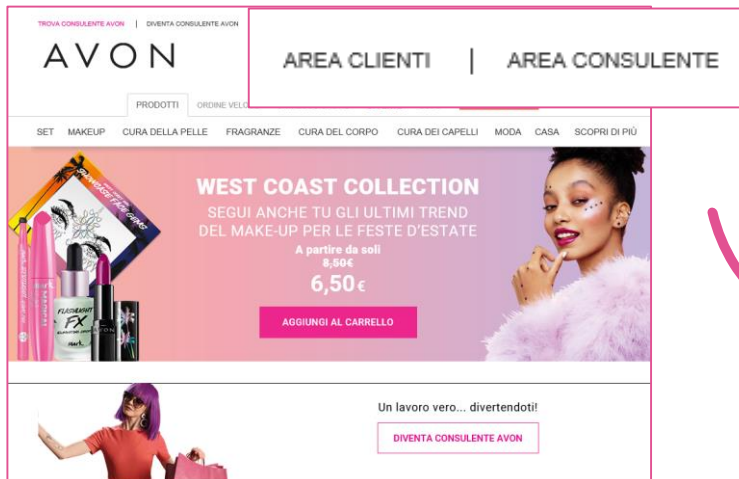 TROVA CONSULENTE AVON | DIVENTA CONSULENTE AVON
AVON
AREA CLIENTI | AREA CONSULENTE
PRODOTTI ORDINE
SET MAKEUP CURA DELLA PELLE FRAGRANZE CURA DEL CORPO CURA DEI CAPELLI MODA CASA SCOPRI DI PIÙ
WEST COAST COLLECTION
SEGUI ANCHE TU GLI ULTIMI TREND
DEL MAKE-UP PER LE FESTE D'ESTATE
A partire da soli
8,50€
6,50€
AGGIUNGI AL CARRELLO
FLASHLIGHT
FX
mark.
AVON
Un lavoro vero... divertendoti!
DIVENTA CONSULENTE AVON